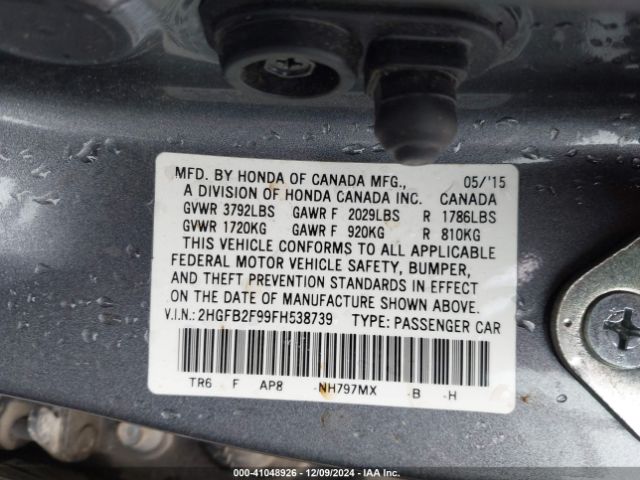 MFD. BY HONDA OF CANADA MFG., 05/'15
A DIVISION OF HONDA CANADA INC. CANADA
GVWR 3792LBS GAWR F 2029LBS R 1786LBS
GVWR 1720KG GAWR F 920KG R 810KG
THIS VEHICLE CONFORMS TO ALL APPLICABLE
FEDERAL MOTOR VEHICLE SAFETY, BUMPER,
AND THEFT PREVENTION STANDARDS IN EFFECT
ON THE DATE OF MANUFACTURE SHOWN ABOVE.
V.I.N.: 2HGFB2F99FH538739 TYPE: PASSENGER CAR
TR6 F AP8 -NH797MX -B -H
000-41048926 - 12/09/2024 - IAA Inc.